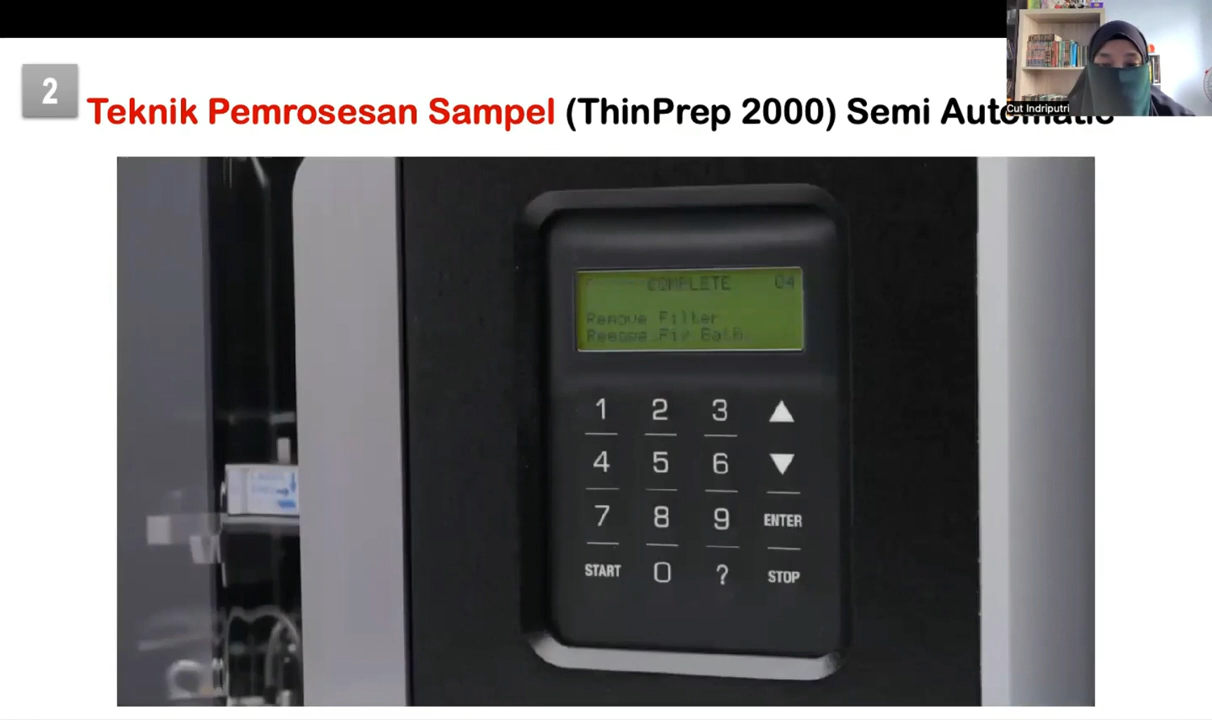 2
Teknik Pemrosesan Sampel (ThinPrep 2000) Semi Automatic
Cut Indriputri
COMPLETE 04
Remove Filter
Remove Fix Bath
1 2 3
4 5 6
7 8 9 ENTER
START 0 ? STOP